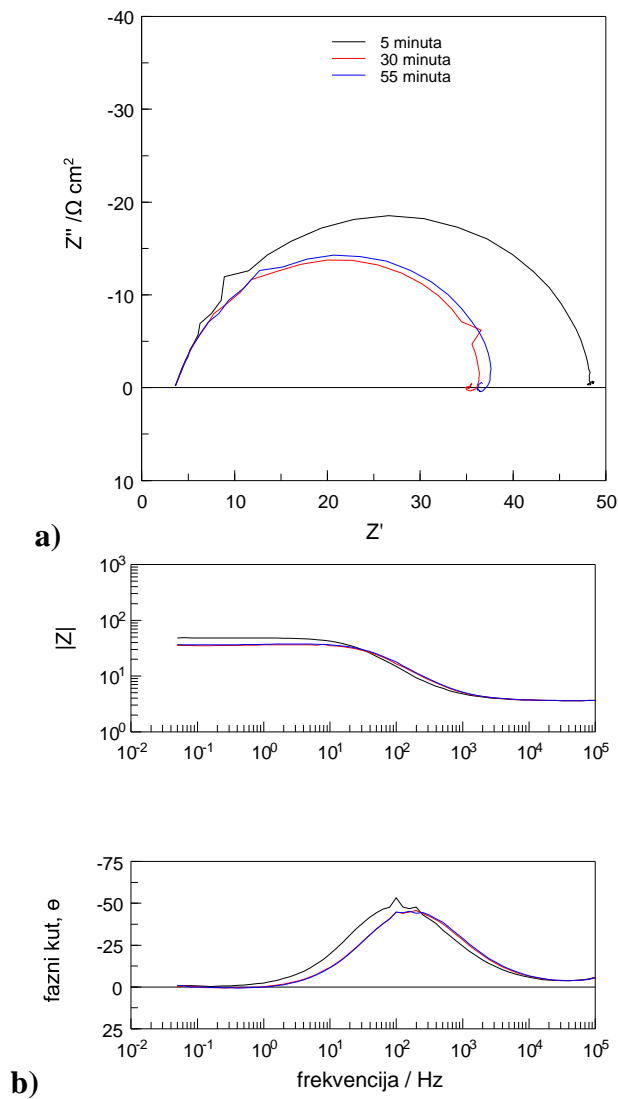 -40
-30
-20
-10
0
10
Z'' /Ω cm²
5 minuta
30 minuta
55 minuta
0 10 20 30 40 50
Z'
a)
|Z|
10³
10²
10¹
10⁰
10⁻² 10⁻¹ 10⁰ 10¹ 10² 10³ 10⁴ 10⁵
fazni kut, ɵ
-75
-50
-25
0
25
10⁻² 10⁻¹ 10⁰ 10¹ 10² 10³ 10⁴ 10⁵
frekvencija / Hz
b)